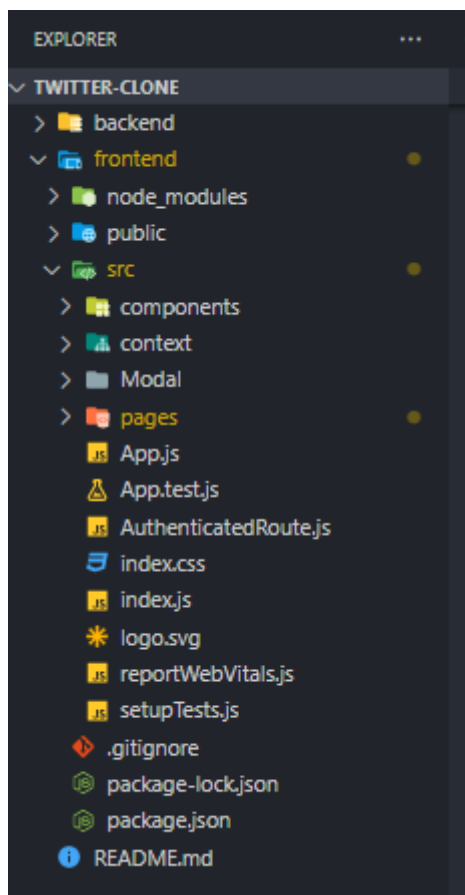 EXPLORER
TWITTER-CLONE
backend
frontend
node_modules
public
src
components
context
Modal
pages
App.js
App.test.js
AuthenticatedRoute.js
index.css
index.js
logo.svg
reportWebVitals.js
setupTests.js
.gitignore
package-lock.json
package.json
README.md